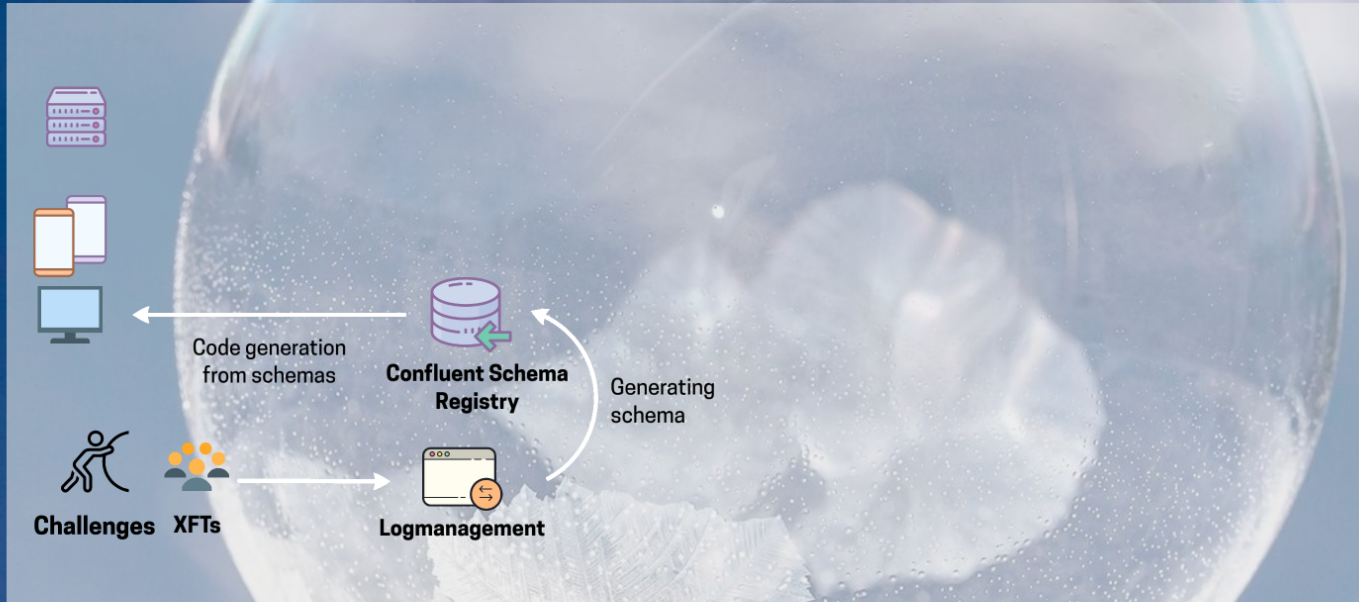 Code generation
from schemas
Confluent Schema
Registry
Generating
schema
Challenges
XFTs
Logmanagement